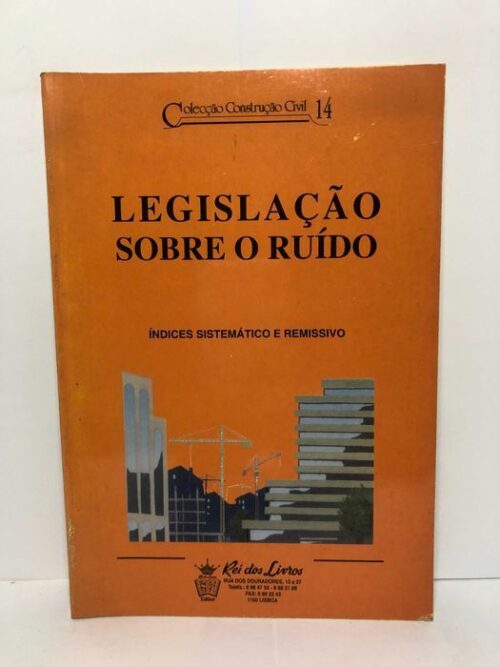 Colecção Construção Civil 14
LEGISLAÇÃO
SOBRE O RUÍDO
ÍNDICES SISTEMÁTICO E REMISSIVO
Rei dos Livros
RUA DOS DOURADORES, 13 a 27
Editor
1100 LISBOA